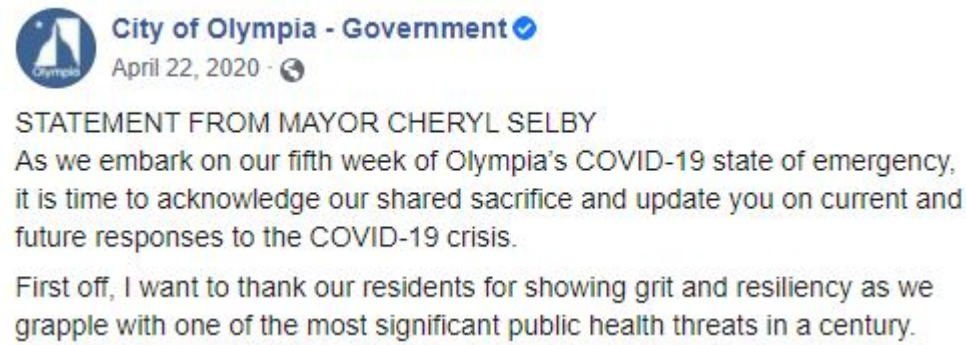 City of Olympia - Government
Olympia
April 22, 2020 ·
STATEMENT FROM MAYOR CHERYL SELBY
As we embark on our fifth week of Olympia's COVID-19 state of emergency,
it is time to acknowledge our shared sacrifice and update you on current and
future responses to the COVID-19 crisis.
First off, I want to thank our residents for showing grit and resiliency as we
grapple with one of the most significant public health threats in a century.